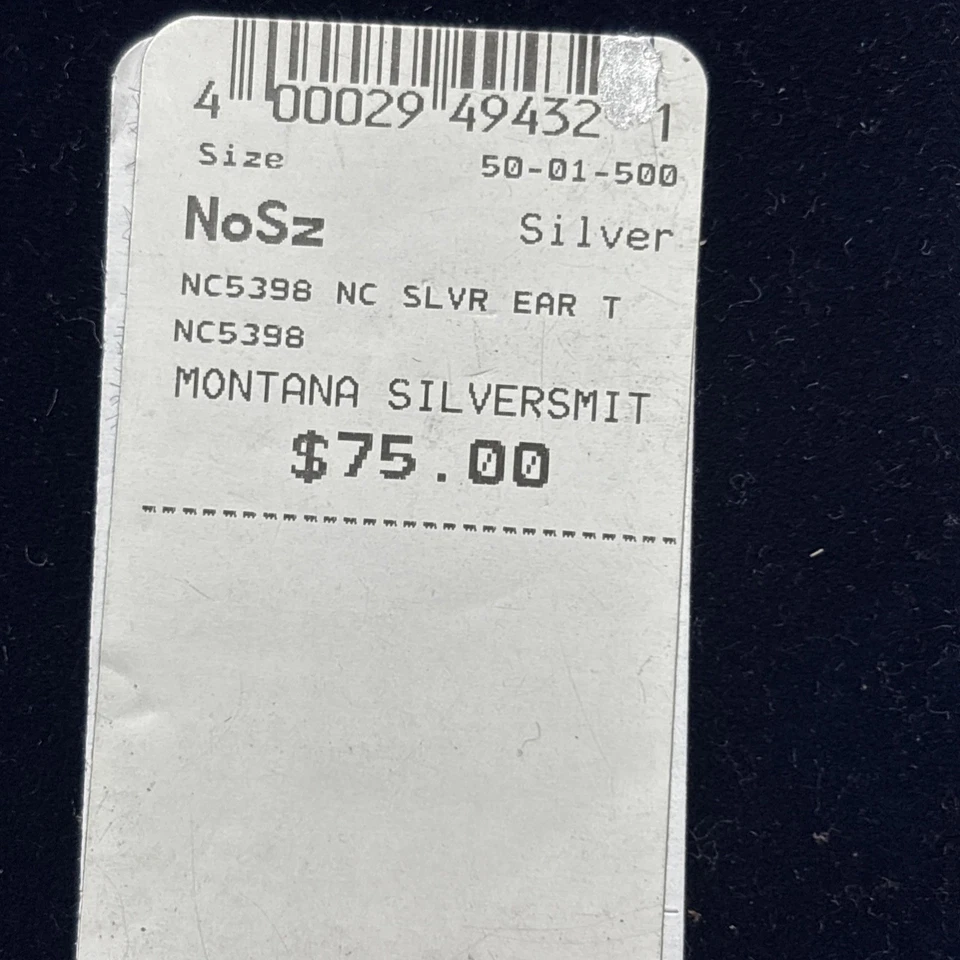 4 00029 49432 1
Size 50-01-500
NoSz Silver
NC5398 NC SLVR EAR T
NC5398
MONTANA SILVERSMIT
$75.00